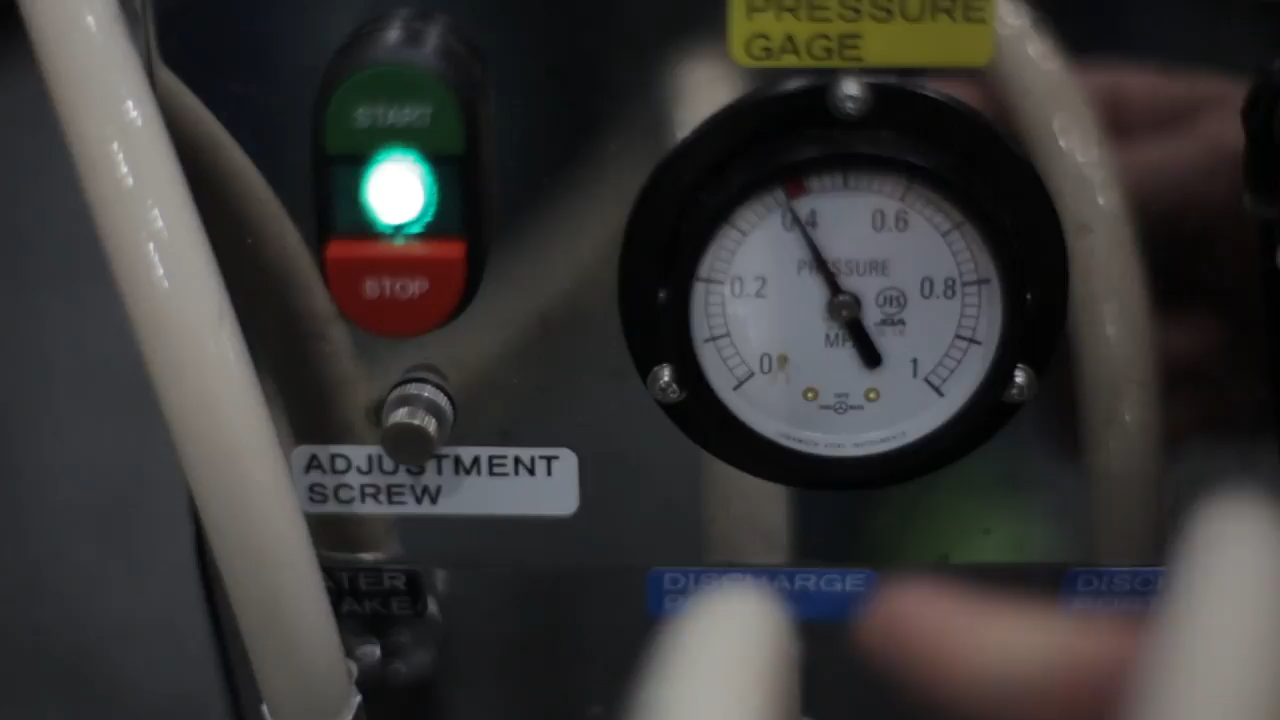 PRESSURE
GAGE
START
STOP
0.4
0.6
PRESSURE
0.2
0.8
JIS
MPa
0
1
ADJUSTMENT
SCREW
DISCHARGE